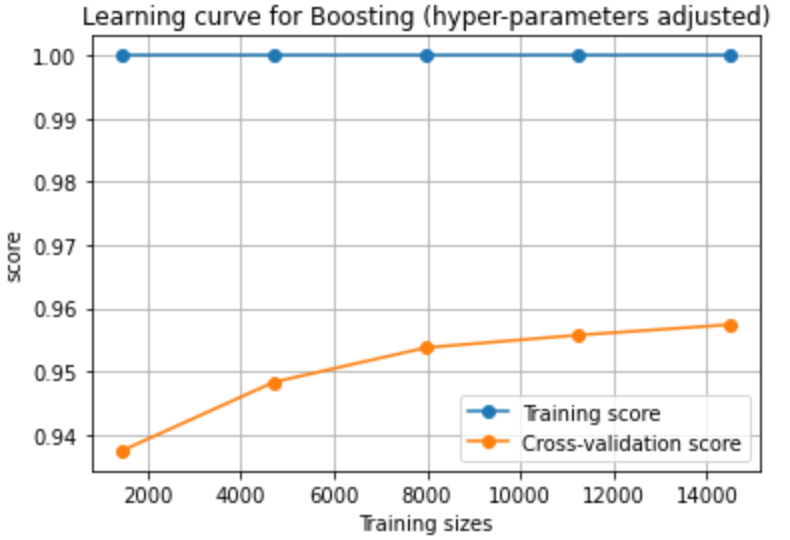 Learning curve for Boosting (hyper-parameters adjusted)
1.00
0.99
0.98
0.97
0.96
0.95
0.94
score
Training score
Cross-validation score
2000 4000 6000 8000 10000 12000 14000
Training sizes